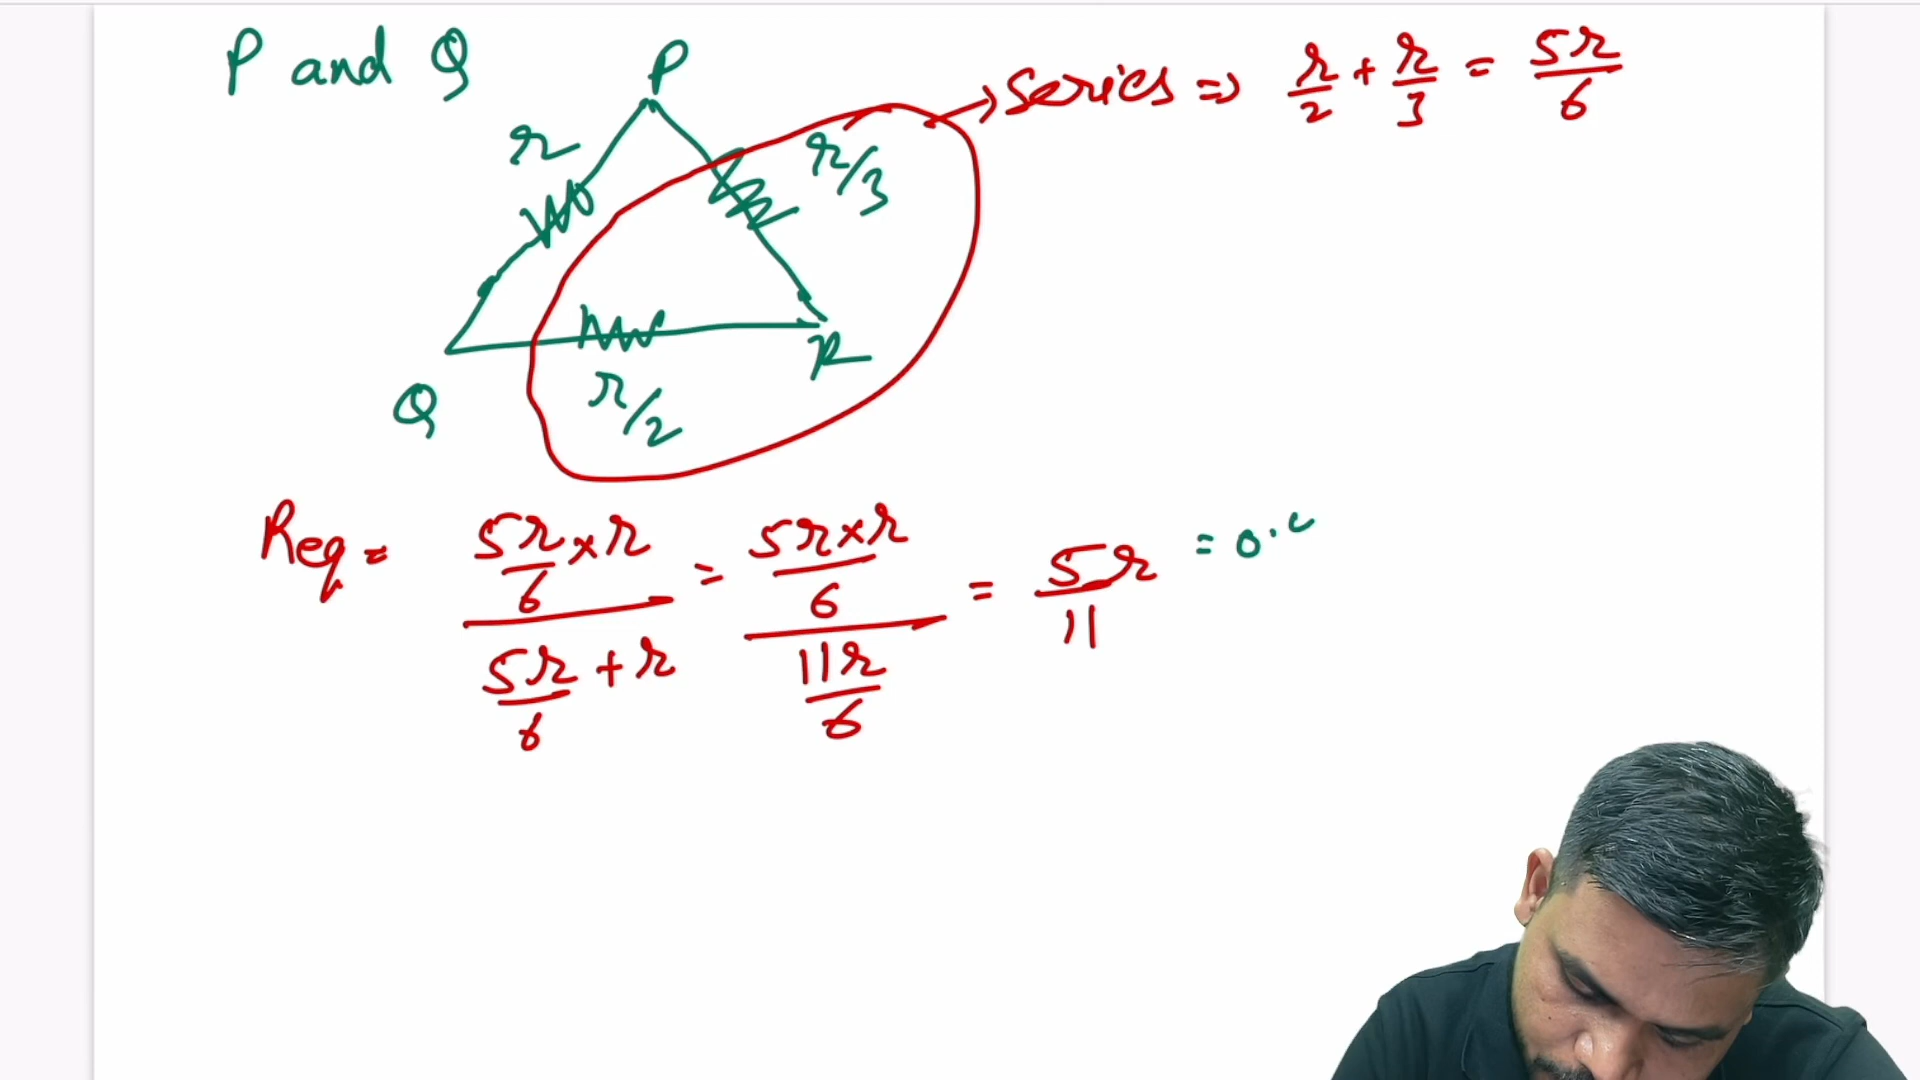 P and Q
P
→ Series ⇒ r/2 + r/3 = 5r/6
r
r/3
R
r/2
Q
Req = (5r/6 × r)/(5r/6 + r) = (5r × r/6)/(11r/6) = 5r/11 = 0.